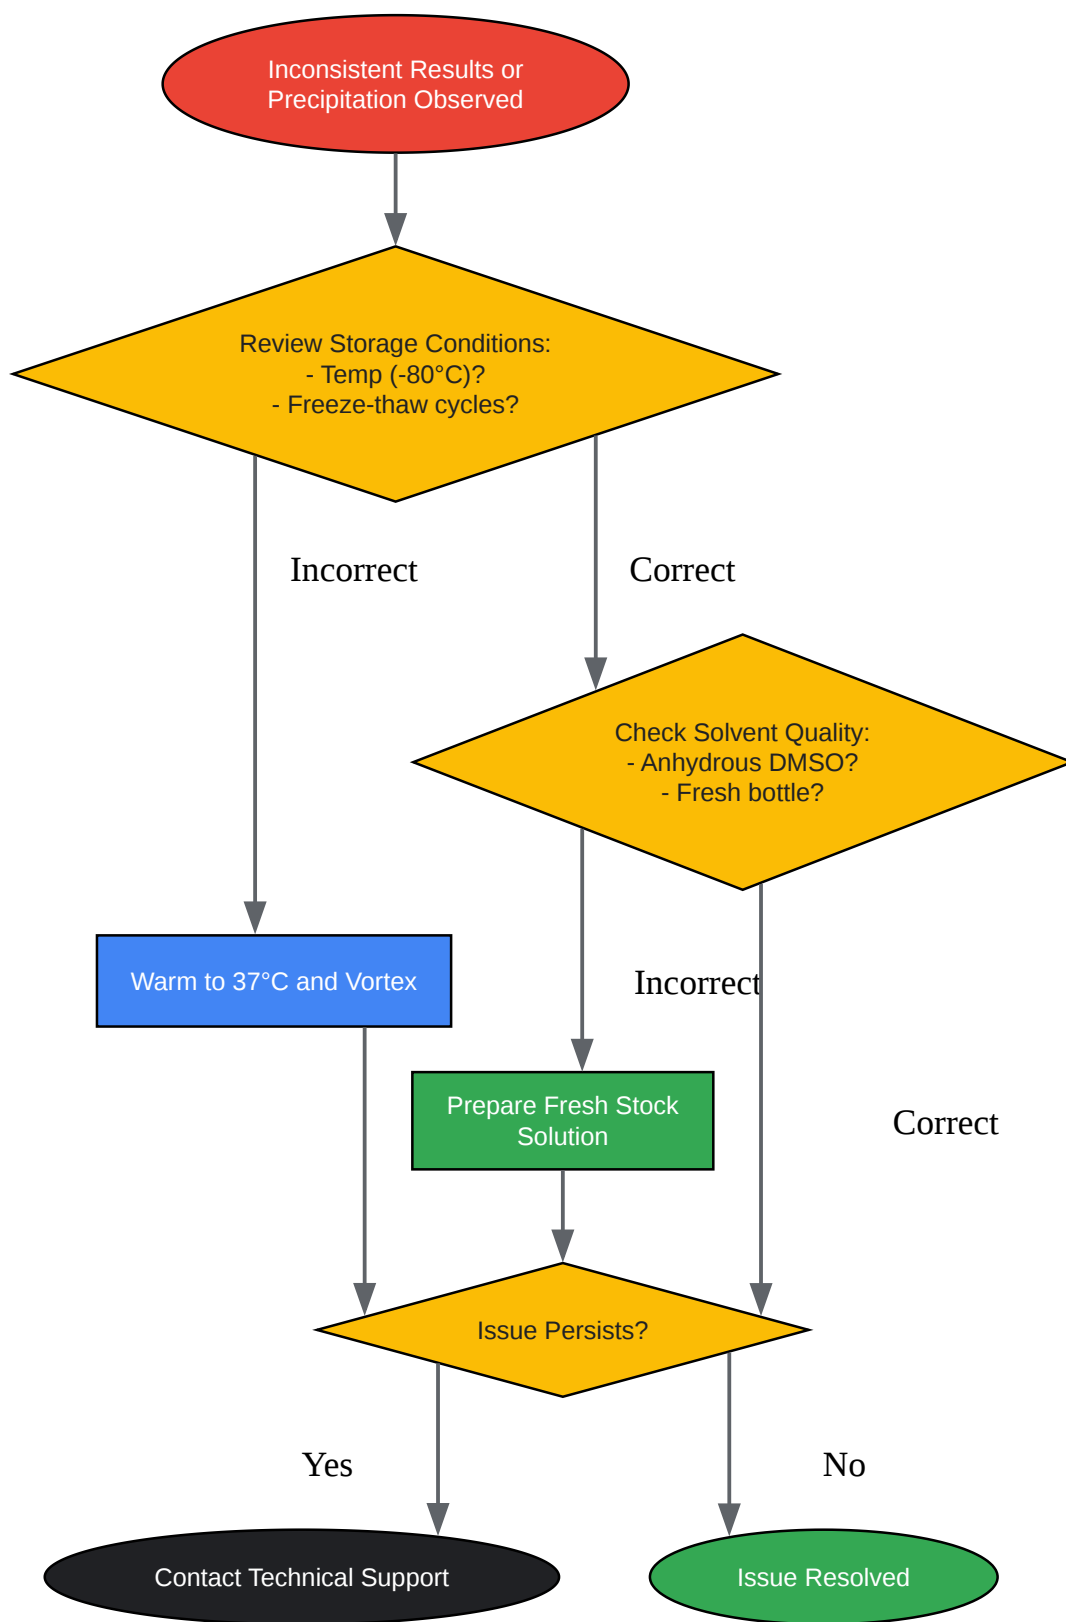 Inconsistent Results or
Precipitation Observed
Review Storage Conditions:
- Temp (-80°C)?
- Freeze-thaw cycles?
Incorrect
Correct
Check Solvent Quality:
- Anhydrous DMSO?
- Fresh bottle?
Warm to 37°C and Vortex
Incorrect
Prepare Fresh Stock
Solution
Correct
Issue Persists?
Yes
No
Contact Technical Support
Issue Resolved